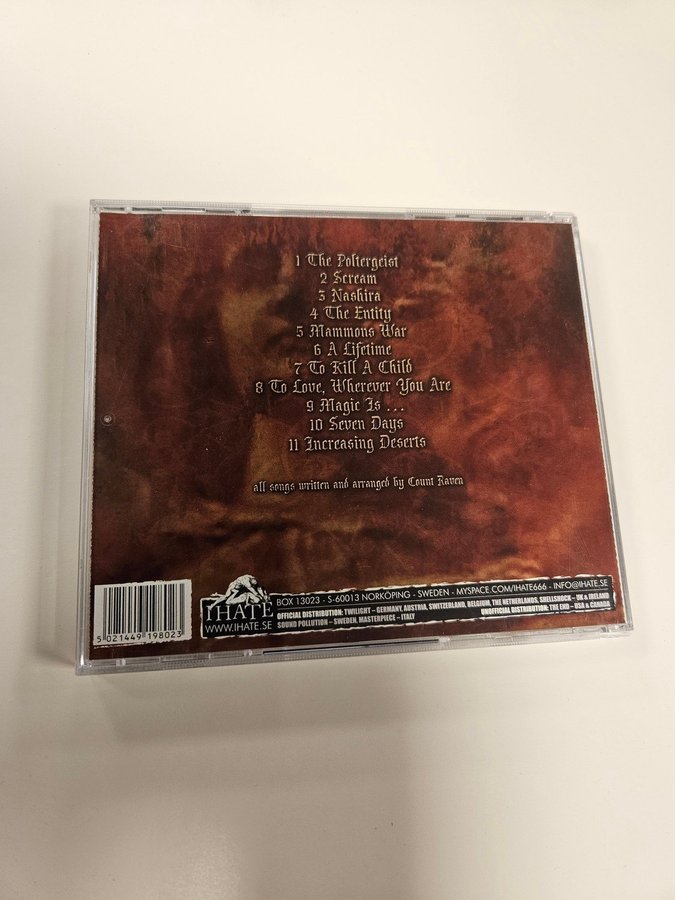 1 The Poltergeist
2 Scream
3 Nashira
4 The Entity
5 Mammons War
6 A Lifetime
7 To Kill A Child
8 To Love, Wherever You Are
9 Magic Is ...
10 Seven Days
11 Increasing Deserts
all songs written and arranged by Count Raven
5 021449 198023
I HATE
WWW.IHATE.SE
BOX 13023 - S-60013 NORKÖPING - SWEDEN - MYSPACE.COM/IHATE666 - INFO@IHATE.SE
OFFICIAL DISTRIBUTION: TWILIGHT – GERMANY, AUSTRIA, SWITZERLAND, BELGIUM, THE NETHERLANDS, SHELLSHOCK – UK & IRELAND
SOUND POLLUTION – SWEDEN, MASTERPIECE – ITALY
UNOFFICIAL DISTRIBUTION: THE END – USA & CANADA